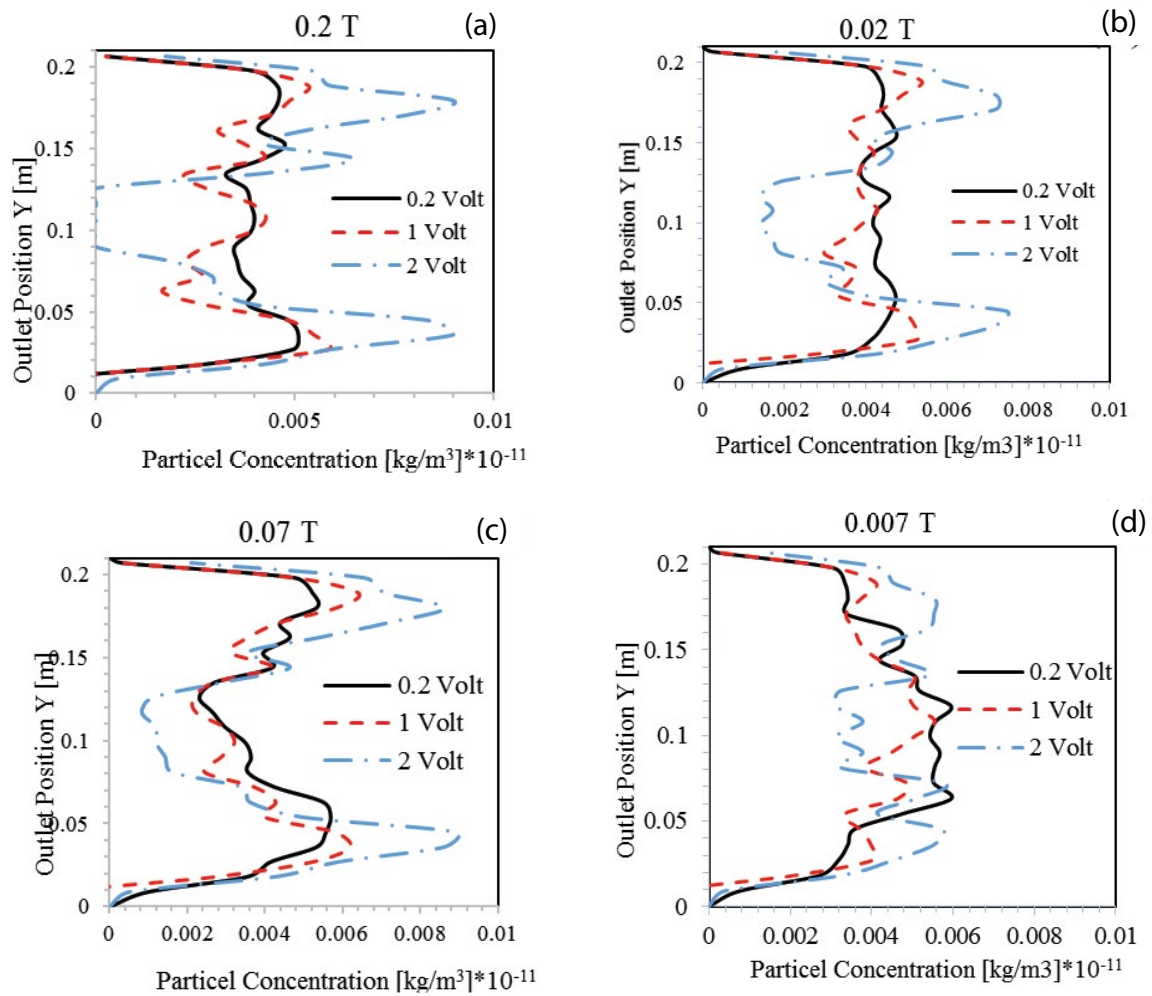 0.2 T
(a)
0.2
0.15
0.1
0.05
0
Outlet Position Y [m]
0.2 Volt
1 Volt
2 Volt
0
0.005
0.01
Particel Concentration [kg/m³]*10⁻¹¹
0.02 T
(b)
0.2
0.15
0.1
0.05
0
Outlet Position Y [m]
0.2 Volt
1 Volt
2 Volt
0
0.002
0.004
0.006
0.008
0.01
Particel Concentration [kg/m3]*10⁻¹¹
0.07 T
(c)
0.2
0.15
0.1
0.05
0
Outlet Position Y [m]
0.2 Volt
1 Volt
2 Volt
0
0.002
0.004
0.006
0.008
0.01
Particel Concentration [kg/m³]*10⁻¹¹
0.007 T
(d)
0.2
0.15
0.1
0.05
0
Outlet Position Y [m]
0.2 Volt
1 Volt
2 Volt
0
0.002
0.004
0.006
0.008
0.01
Particel Concentration [kg/m3]*10⁻¹¹